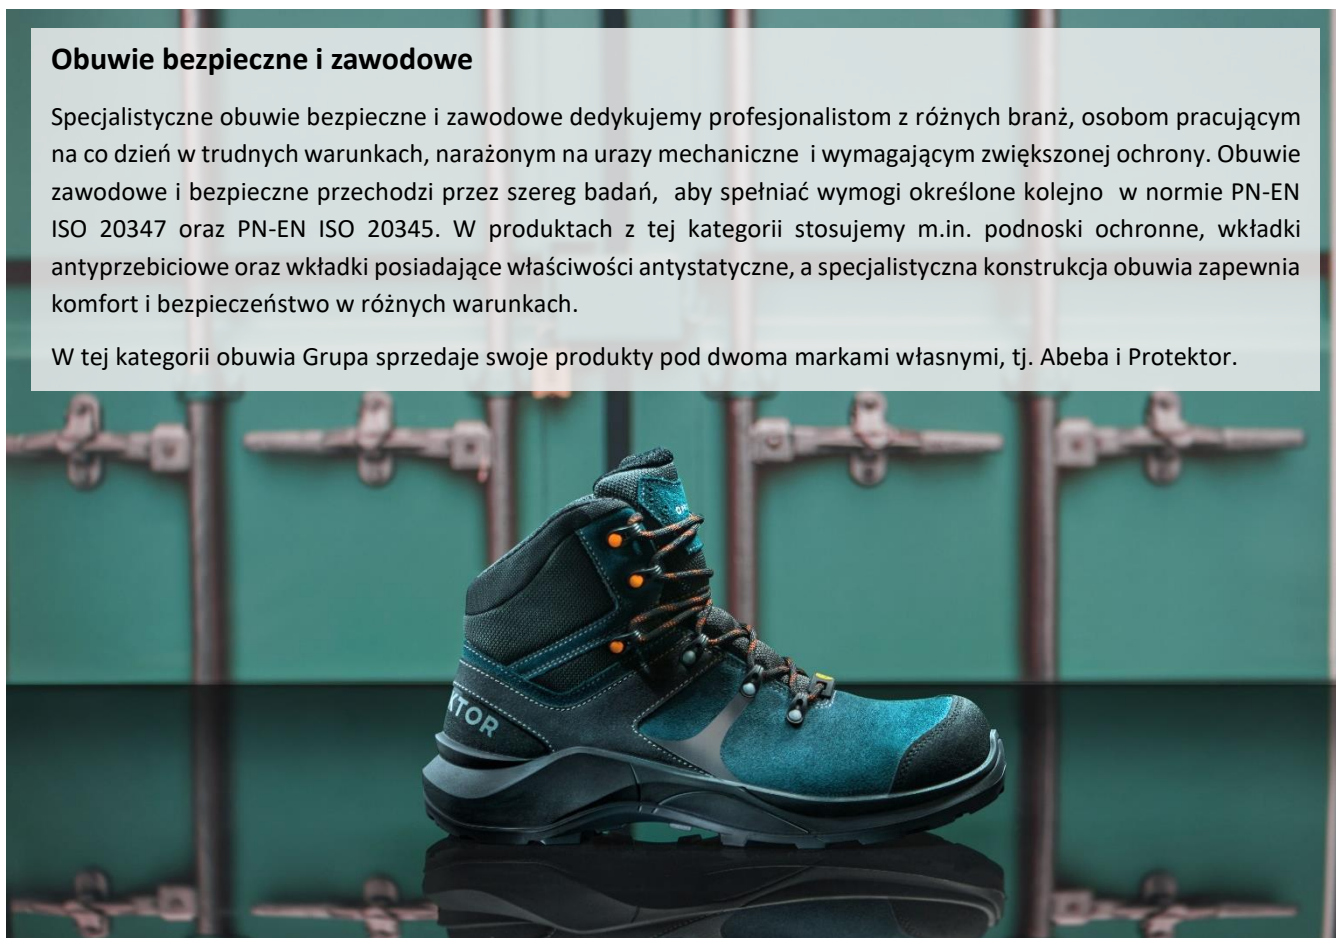 Obuwie bezpieczne i zawodowe
Specjalistyczne obuwie bezpieczne i zawodowe dedykujemy profesjonalistom z różnych branż, osobom pracującym
na co dzień w trudnych warunkach, narażonym na urazy mechaniczne i wymagającym zwiększonej ochrony. Obuwie
zawodowe i bezpieczne przechodzi przez szereg badań, aby spełniać wymogi określone kolejno w normie PN-EN
ISO 20347 oraz PN-EN ISO 20345. W produktach z tej kategorii stosujemy m.in. podnoski ochronne, wkładki
antyprzebiciowe oraz wkładki posiadające właściwości antystatyczne, a specjalistyczna konstrukcja obuwia zapewnia
komfort i bezpieczeństwo w różnych warunkach.
W tej kategorii obuwia Grupa sprzedaje swoje produkty pod dwoma markami własnymi, tj. Abeba i Protektor.
KTOR